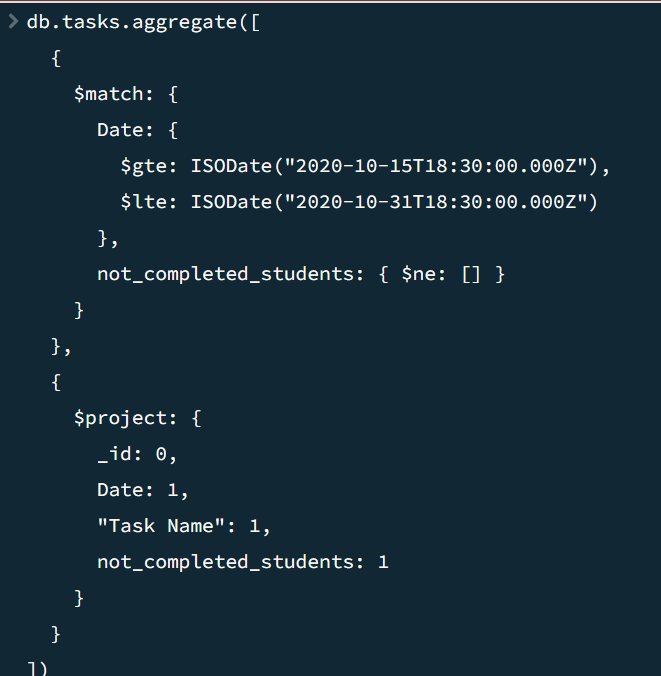 > db.tasks.aggregate([
{
$match: {
Date: {
$gte: ISODate("2020-10-15T18:30:00.000Z"),
$lte: ISODate("2020-10-31T18:30:00.000Z")
},
not_completed_students: { $ne: [] }
}
},
{
$project: {
_id: 0,
Date: 1,
"Task Name": 1,
not_completed_students: 1
}
}
])